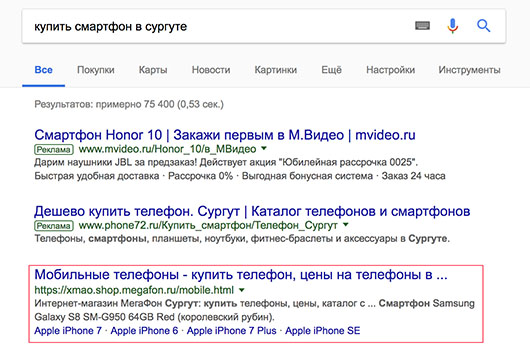 купить смартфон в сургуте
Все Покупки Карты Новости Картинки Ещё Настройки Инструменты
Результатов: примерно 75 400 (0,53 сек.)
Смартфон Honor 10 | Закажи первым в М.Видео | mvideo.ru
Реклама www.mvideo.ru/Honor_10/в_МВидео
Дарим наушники JBL за предзаказ! Действует акция "Юбилейная рассрочка 0025".
Быстрая удобная доставка · Рассрочка 0% · Выгодная бонусная система · Заказ 24 часа
Дешево купить телефон. Сургут | Каталог телефонов и смартфонов
Реклама www.phone72.ru/Купить_смартфон/Телефон_Сургут
Телефоны, смартфоны, планшеты, ноутбуки, фитнес-браслеты и аксессуары в Сургуте.
Мобильные телефоны - купить телефон, цены на телефоны в ...
https://xmao.shop.megafon.ru/mobile.html
Интернет-магазин МегаФон Сургут: купить телефоны, цены, каталог с ... Смартфон Samsung
Galaxy S8 SM-G950 64GB Red (королевский рубин).
Apple iPhone 7 · Apple iPhone 6 · Apple iPhone 7 Plus · Apple iPhone SE